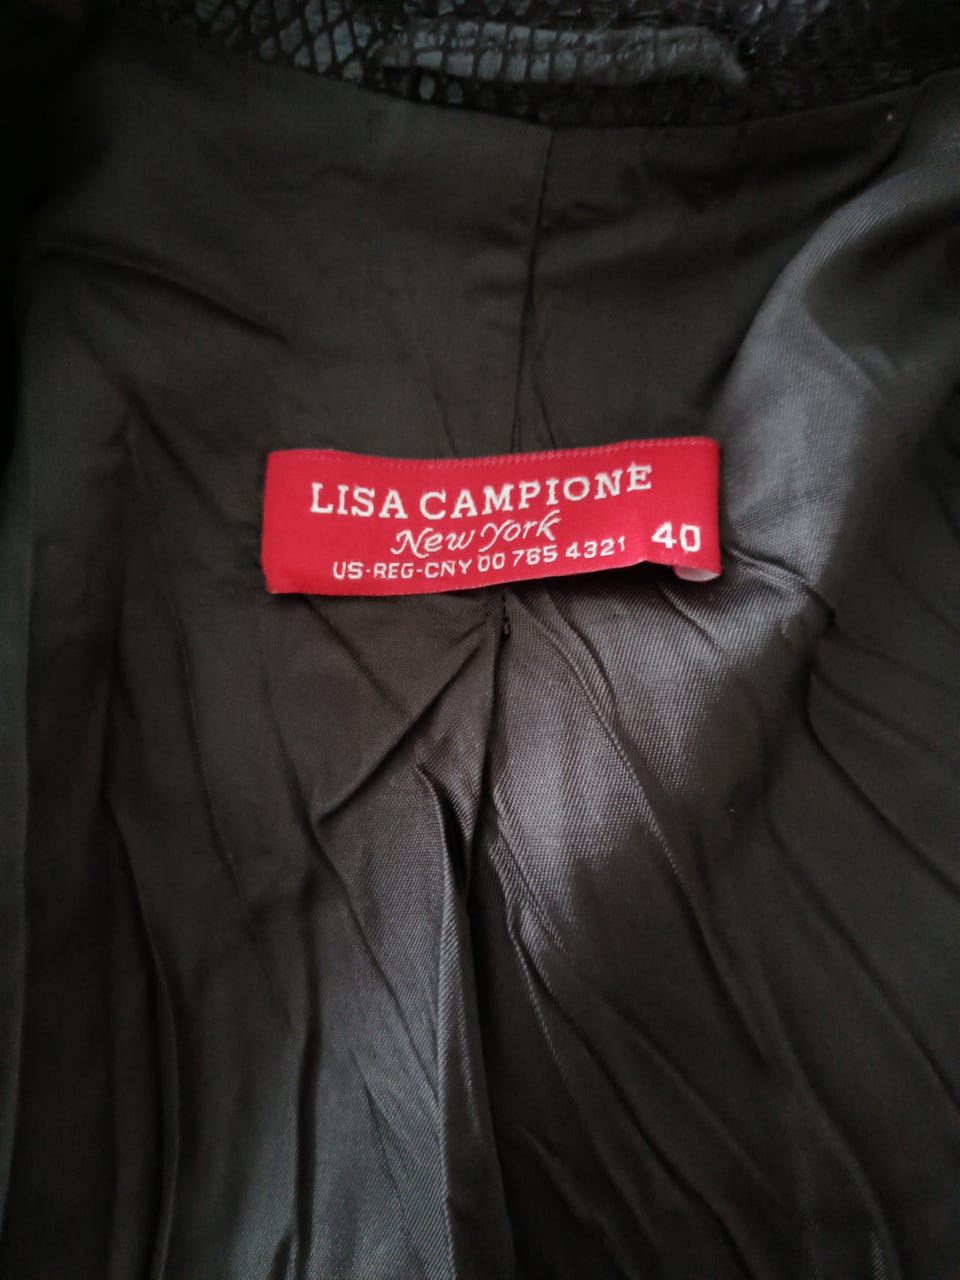 LISA CAMPIONE
New York
US-REG-CNY 00 765 4321
40